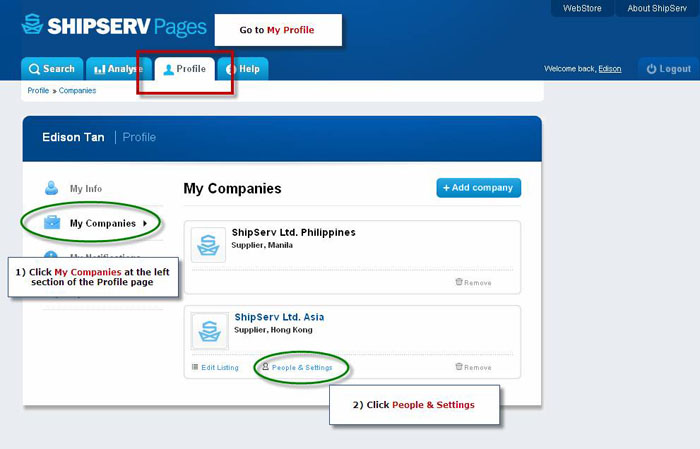 WebStore
About ShipServ
SHIPSERV Pages
Go to My Profile
Search
Analyse
Profile
Help
Welcome back, Edison
Logout
Profile » Companies
Edison Tan
Profile
My Info
My Companies
My Notifications
1) Click My Companies at the left
section of the Profile page
My Companies
+ Add company
ShipServ Ltd. Philippines
Supplier, Manila
Remove
ShipServ Ltd. Asia
Supplier, Hong Kong
Edit Listing
People & Settings
Remove
2) Click People & Settings